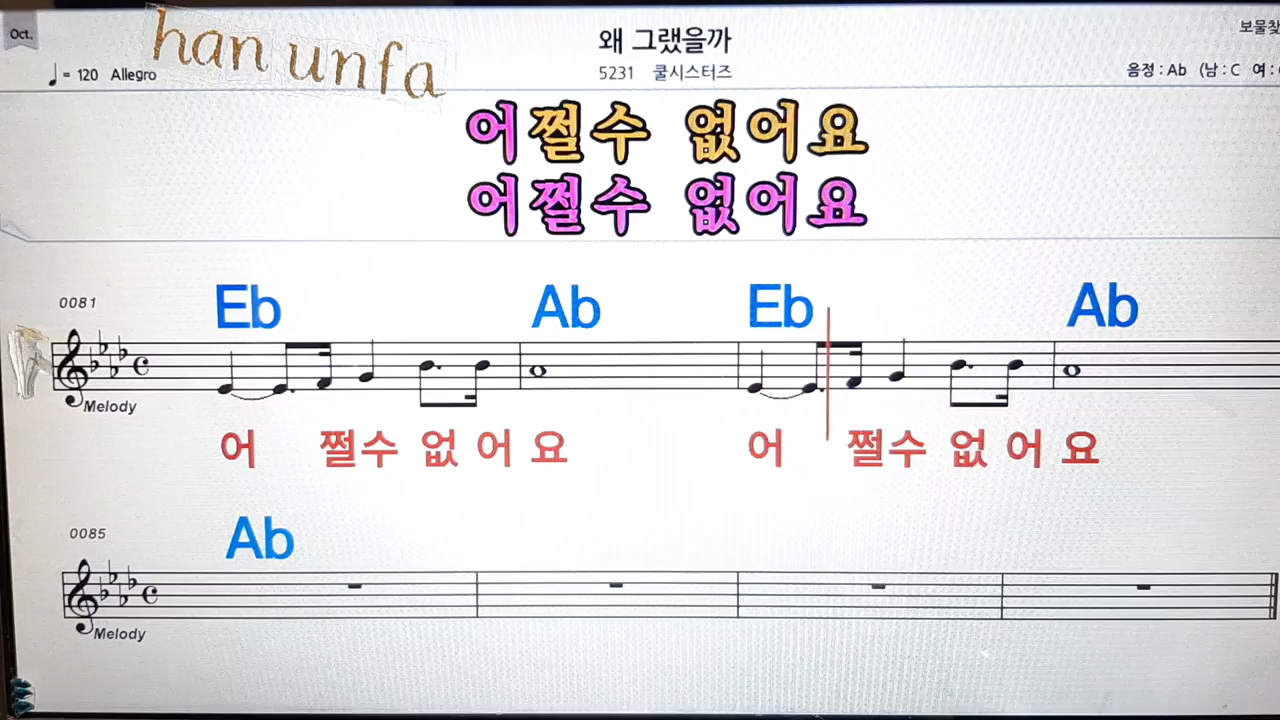 Oct.
han unfa
왜 그랬을까
보물찾
♩ = 120 Allegro
5231 쿨시스터즈
음정 : Ab (남 : C 여 :
어쩔수 없어요
어쩔수 없어요
0081
Eb Ab Eb Ab
Melody
어 쩔수 없 어 요 어 쩔수 없 어 요
0085
Ab
Melody